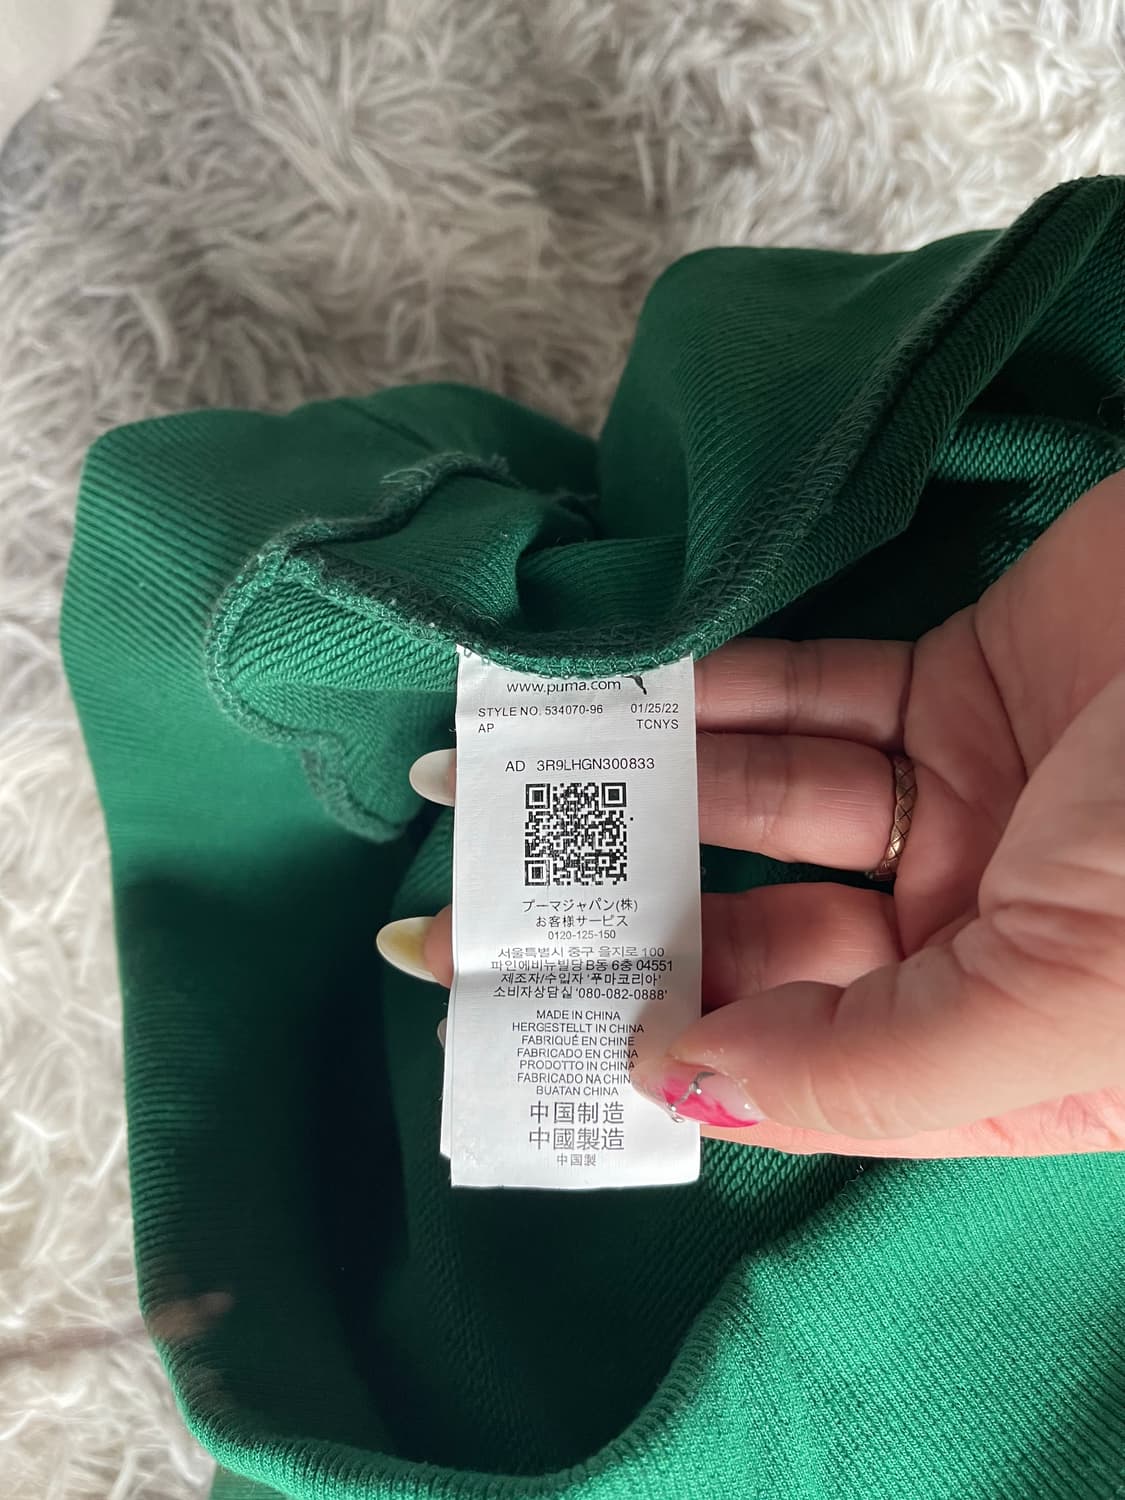 www.puma.com
STYLE NO. 534070-96 01/25/22
AP TCNYS
AD 3R9LHGN300833
プーマジャパン(株)
お客様サービス
0120-125-150
서울특별시 중구 을지로 100
파인에비뉴빌딩 B동 6층 04551
제조자/수입자 '푸마코리아'
소비자상담실 '080-082-0888'
MADE IN CHINA
HERGESTELLT IN CHINA
FABRIQUÉ EN CHINE
FABRICADO EN CHINA
PRODOTTO IN CHINA
FABRICADO NA CHIN
BUATAN CHINA
中国制造
中國製造
中国製